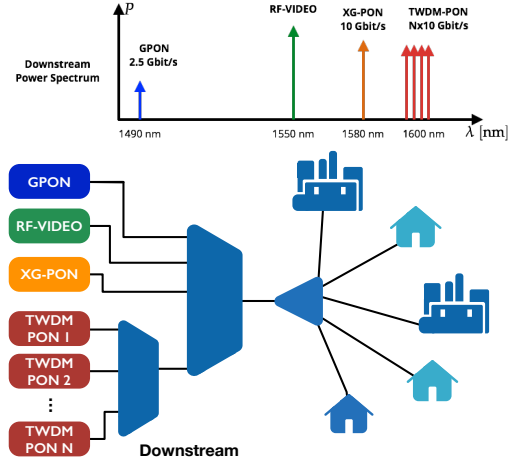 P
RF-VIDEO
XG-PON
10 Gbit/s
TWDM-PON
Nx10 Gbit/s
GPON
2.5 Gbit/s
Downstream
Power Spectrum
1490 nm
1550 nm
1580 nm
1600 nm
λ [nm]
GPON
RF-VIDEO
XG-PON
TWDM
PON 1
TWDM
PON 2
⋮
TWDM
PON N
Downstream